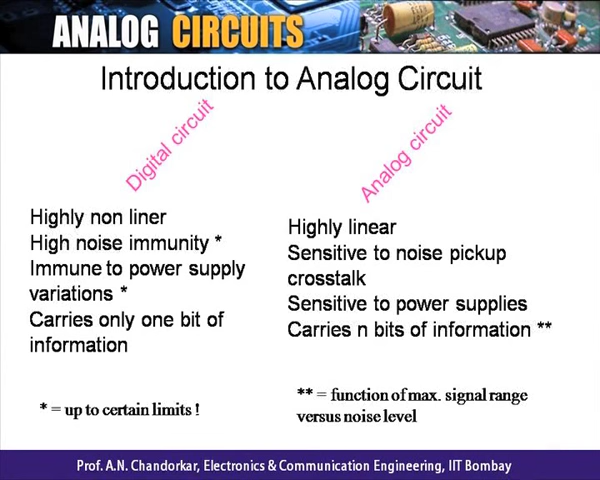 ANALOG CIRCUITS
Introduction to Analog Circuit
Digital circuit
Highly non liner
High noise immunity *
Immune to power supply
variations *
Carries only one bit of
information
* = up to certain limits !
Analog circuit
Highly linear
Sensitive to noise pickup
crosstalk
Sensitive to power supplies
Carries n bits of information **
** = function of max. signal range
versus noise level
Prof. A.N. Chandorkar, Electronics & Communication Engineering, IIT Bombay